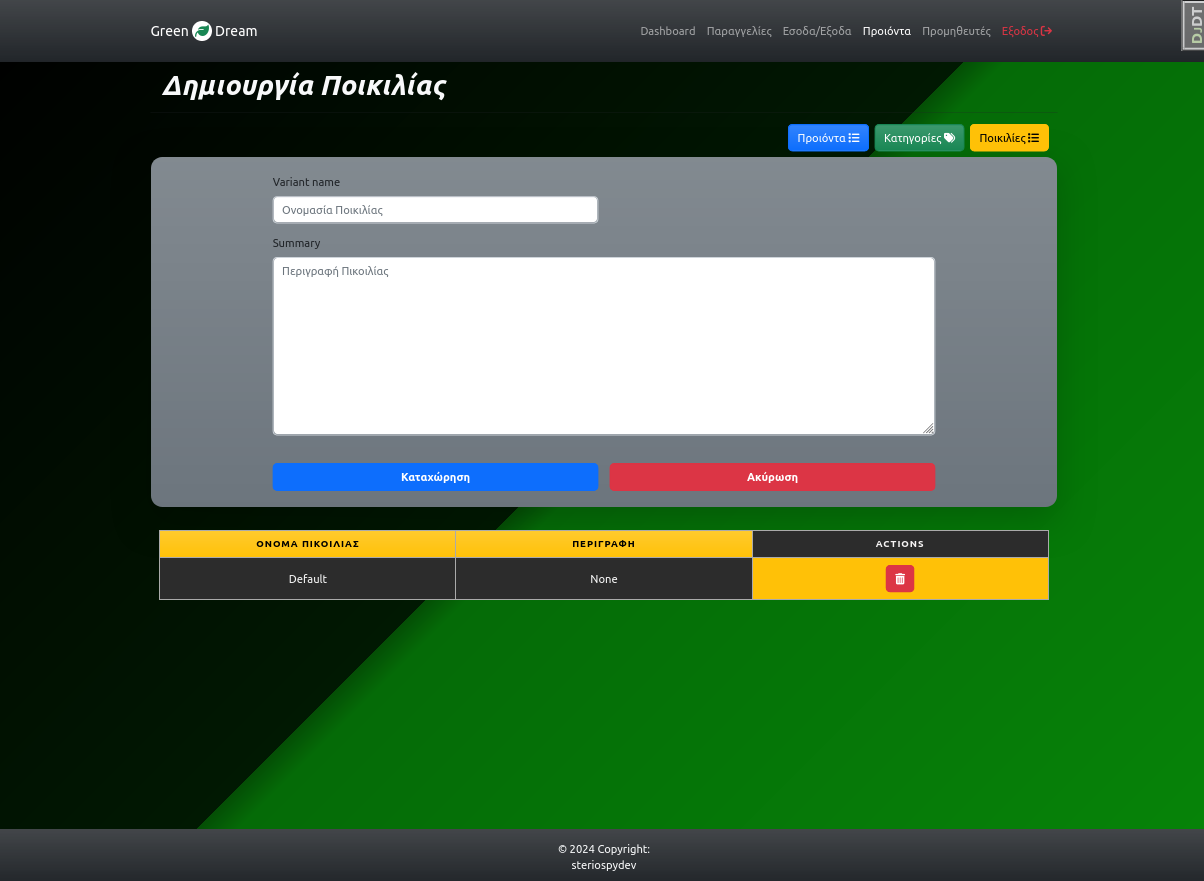 Green Dream
Dashboard Παραγγελίες Εσοδα/Εξοδα Προιόντα Προμηθευτές Εξοδος
DJDT
Δημιουργία Ποικιλίας
Προιόντα Κατηγορίες Ποικιλίες
Variant name
Ονομασία Ποικιλίας
Summary
Περιγραφή Πικοιλίας
Καταχώρηση Ακύρωση
ΟΝΟΜΑ ΠΙΚΟΙΛΙΑΣ ΠΕΡΙΓΡΑΦΗ ACTIONS
Default None
© 2024 Copyright:
steriospydev